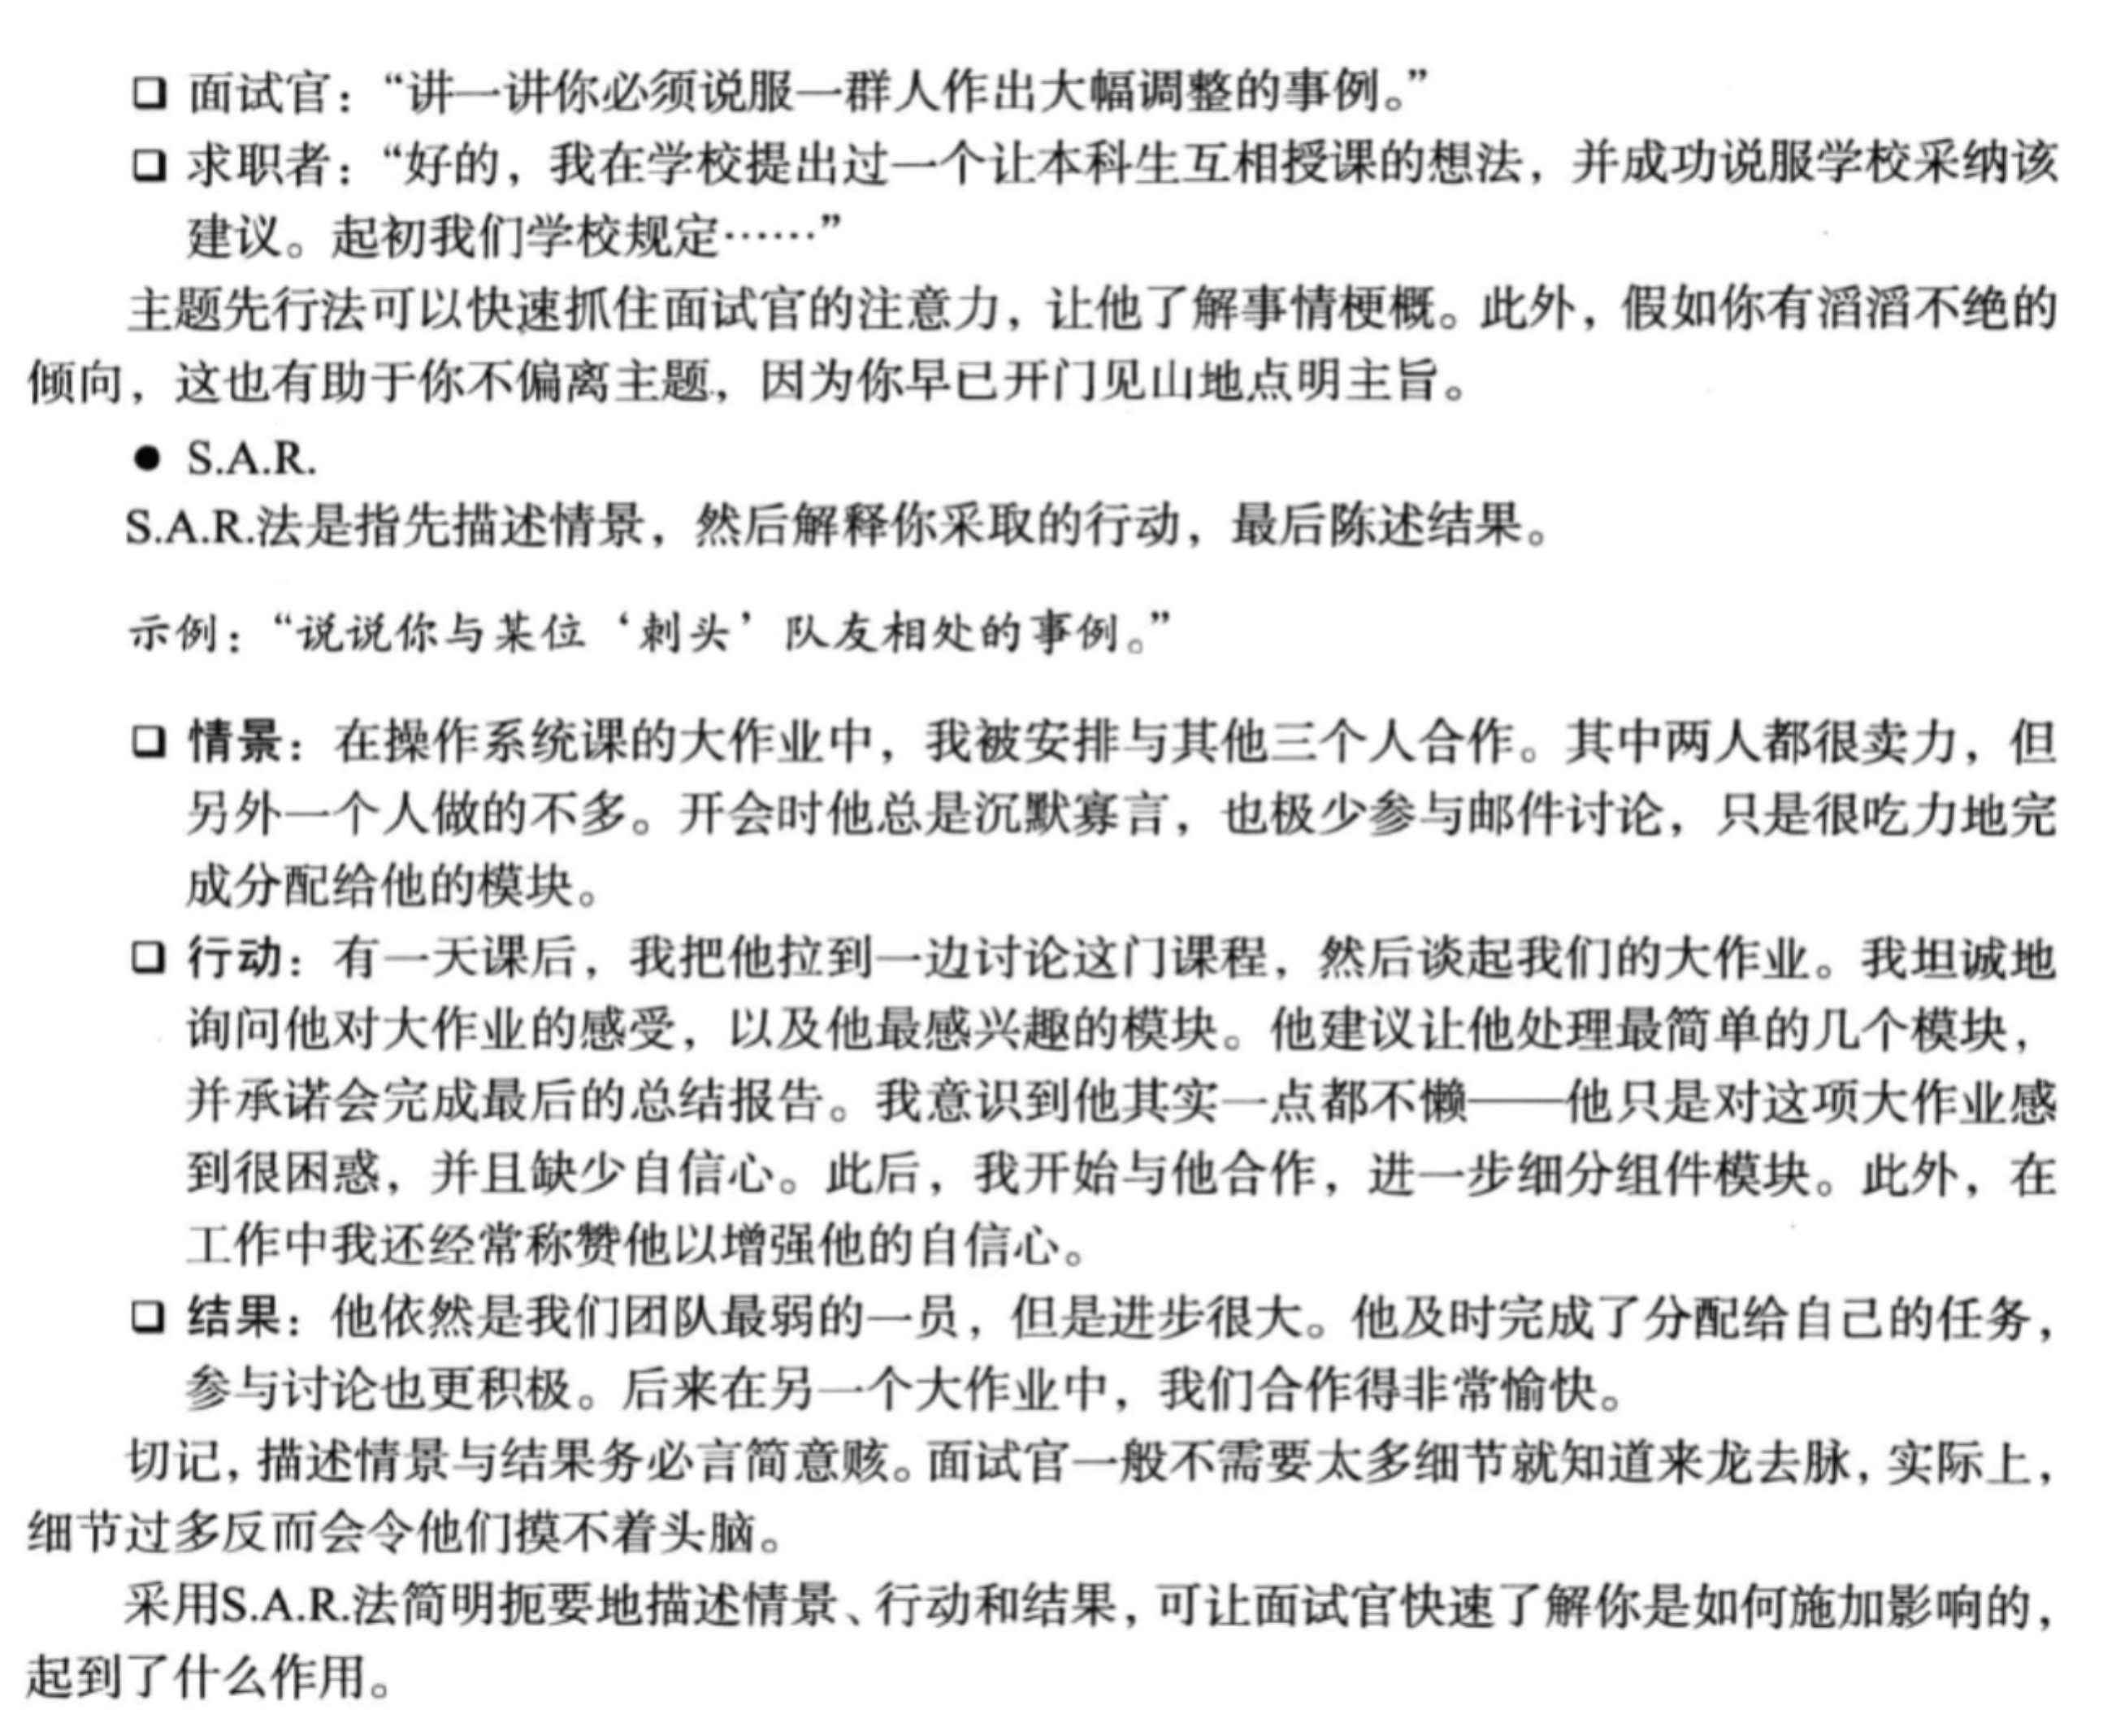 ❑ 面试官：“讲一讲你必须说服一群人作出大幅调整的事例。”
❑ 求职者：“好的，我在学校提出过一个让本科生互相授课的想法，并成功说服学校采纳该
建议。起初我们学校规定……”
主题先行法可以快速抓住面试官的注意力，让他了解事情梗概。此外，假如你有滔滔不绝的
倾向，这也有助于你不偏离主题，因为你早已开门见山地点明主旨。
● S.A.R.
S.A.R.法是指先描述情景，然后解释你采取的行动，最后陈述结果。
示例：“说说你与某位‘刺头’队友相处的事例。”
❑ 情景：在操作系统课的大作业中，我被安排与其他三个人合作。其中两人都很卖力，但
另外一个人做的不多。开会时他总是沉默寡言，也极少参与邮件讨论，只是很吃力地完
成分配给他的模块。
❑ 行动：有一天课后，我把他拉到一边讨论这门课程，然后谈起我们的大作业。我坦诚地
询问他对大作业的感受，以及他最感兴趣的模块。他建议让他处理最简单的几个模块，
并承诺会完成最后的总结报告。我意识到他其实一点都不懒——他只是对这项大作业感
到很困惑，并且缺少自信心。此后，我开始与他合作，进一步细分组件模块。此外，在
工作中我还经常称赞他以增强他的自信心。
❑ 结果：他依然是我们团队最弱的一员，但是进步很大。他及时完成了分配给自己的任务，
参与讨论也更积极。后来在另一个大作业中，我们合作得非常愉快。
切记，描述情景与结果务必言简意赅。面试官一般不需要太多细节就知道来龙去脉，实际上，
细节过多反而会令他们摸不着头脑。
采用S.A.R.法简明扼要地描述情景、行动和结果，可让面试官快速了解你是如何施加影响的，
起到了什么作用。